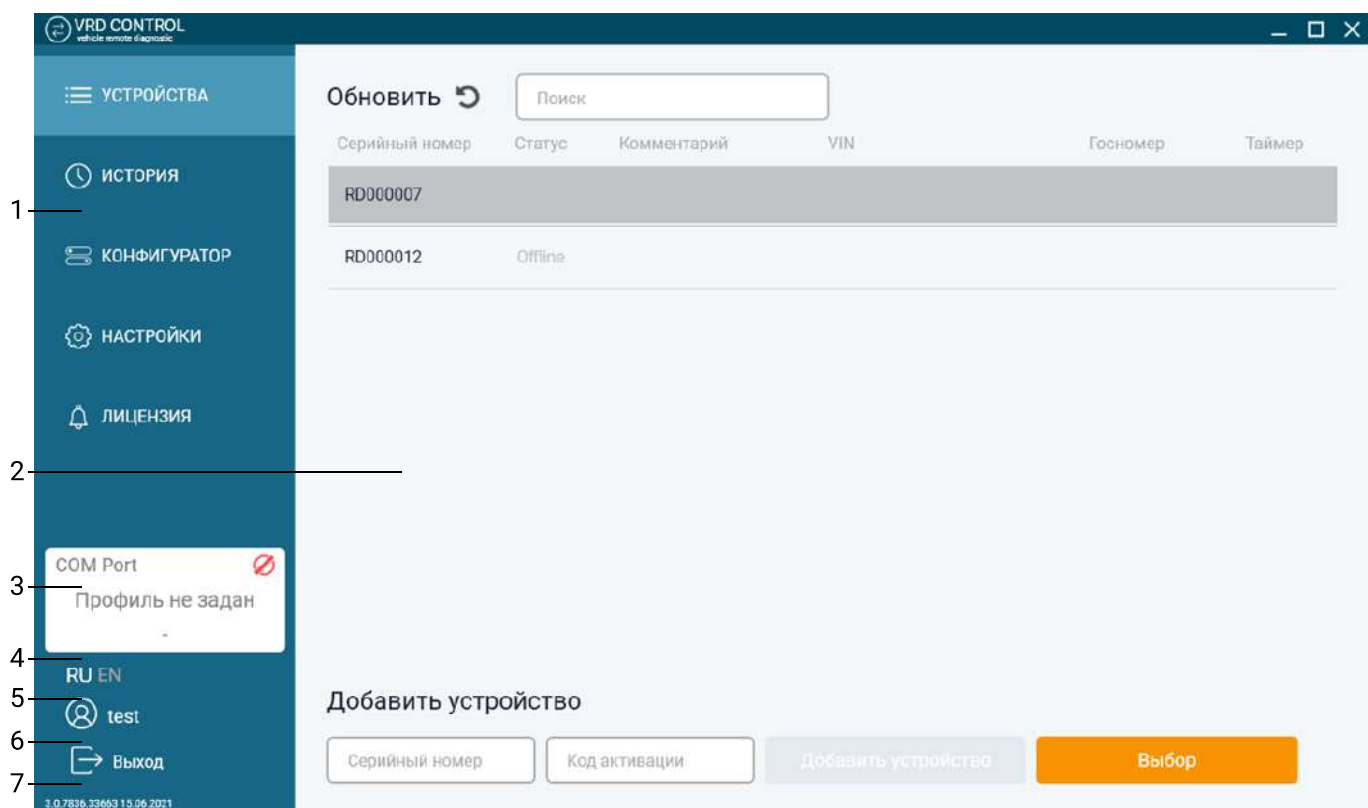 VRD CONTROL
vehicle remote diagnostic
УСТРОЙСТВА
ИСТОРИЯ
1
КОНФИГУРАТОР
НАСТРОЙКИ
ЛИЦЕНЗИЯ
2
COM Port
3
Профиль не задан
-
4
RU EN
5
test
6
Выход
7
3.0.7836.33653 15.06.2021
Обновить
Поиск
Серийный номер Статус Комментарий VIN Госномер Таймер
RD000007
RD000012 Offline
Добавить устройство
Серийный номер Код активации Добавить устройство Выбор